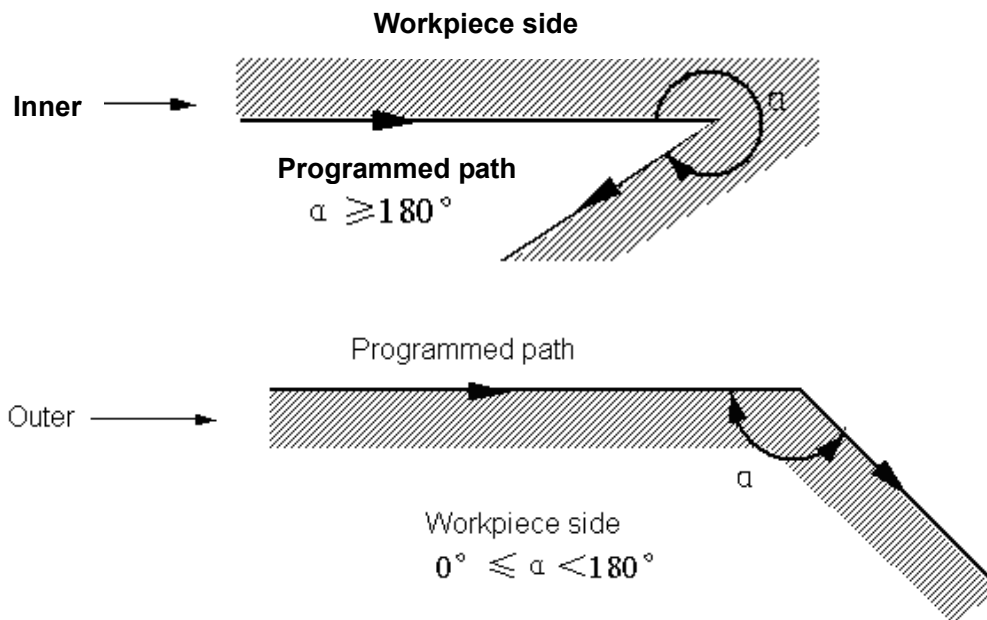 Workpiece side
Inner
α
Programmed path
α ≥180°
Programmed path
Outer
α
Workpiece side
0° ≤ α <180°